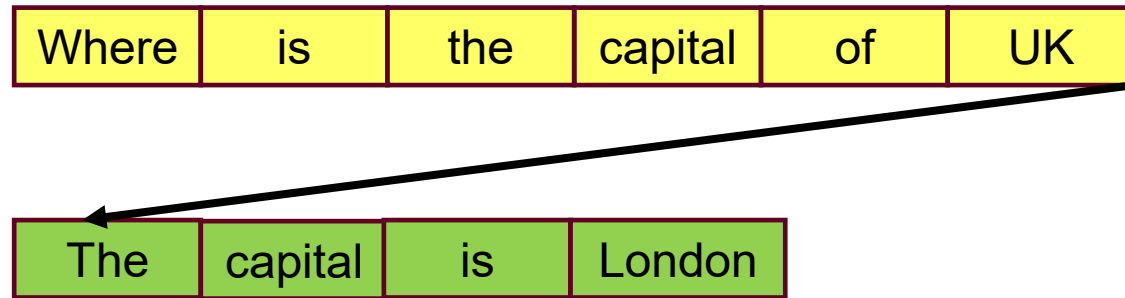 Where is the capital of UK
The capital is London